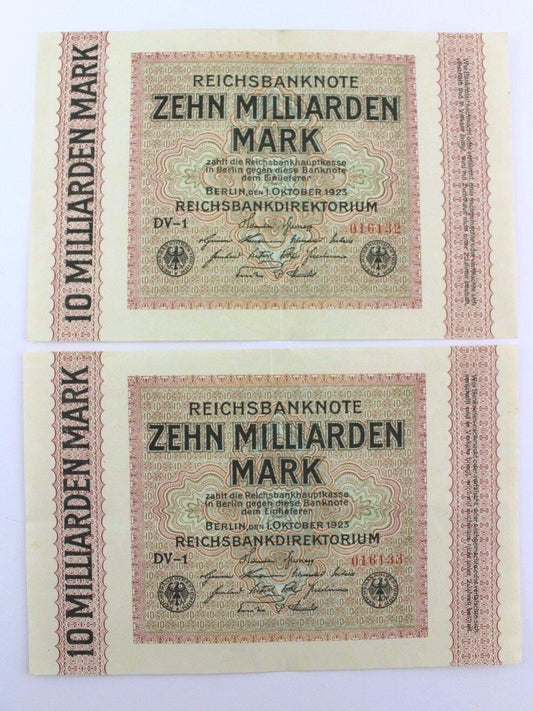 10 MILLIARDEN MARK
REICHSBANKNOTE
ZEHN MILLIARDEN
MARK
zahlt die Reichsbankhauptkasse
in Berlin gegen diese Banknote
dem Einlieferer
BERLIN, DEN 1. OKTOBER 1923
REICHSBANKDIREKTORIUM
DV-1
016132
10 MILLIARDEN MARK
REICHSBANKNOTE
ZEHN MILLIARDEN
MARK
zahlt die Reichsbankhauptkasse
in Berlin gegen diese Banknote
dem Einlieferer
BERLIN, DEN 1. OKTOBER 1923
REICHSBANKDIREKTORIUM
DV-1
016133